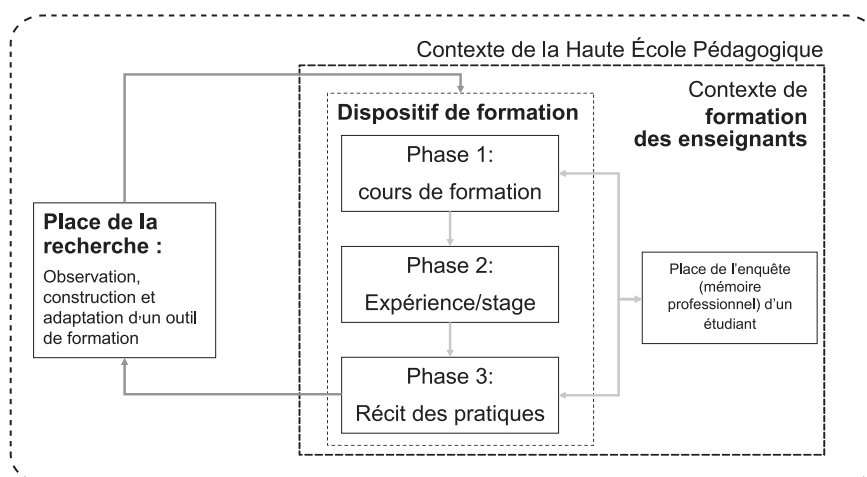 Contexte de la Haute École Pédagogique
Contexte de
formation
des enseignants
Dispositif de formation
Phase 1:
cours de formation
Phase 2:
Expérience/stage
Phase 3:
Récit des pratiques
Place de la
recherche :
Observation,
construction et
adaptation d'un outil
de formation
Place de l'enquête
(mémoire
professionnel) d'un
étudiant